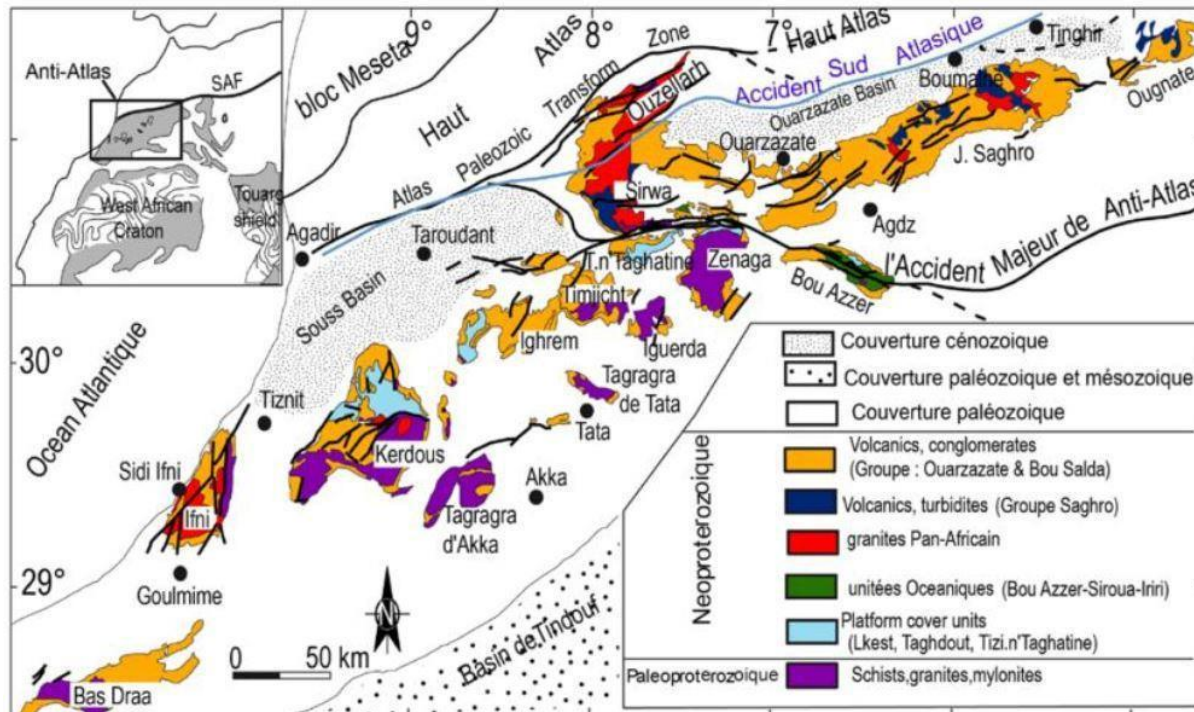 Anti-Atlas
SAF
West African
Craton
Touareg
shield
9°
8°
7°
bloc Meseta
Haut
Atlas
Haut Atlas
Atlas
Paleozoic
Transform
Zone
Accident
Sud
Atlasique
Ouzellarh
Ouarzazate Basin
Tinghir
Boumalne
Ougnate
Ouarzazate
J. Saghro
Sirwa
Agdz
Agadir
Taroudant
Souss Basin
T.n'Taghatine
Zenaga
Bou Azzer
l'Accident
Majeur de
Anti-Atlas
Timjicht
Ighrem
Iguerda
30°
Ocean Atlantique
Tiznit
Tagragra
de Tata
Tata
Kerdous
Sidi Ifni
Ifni
Akka
Tagragra
d'Akka
29°
Goulmime
N
0
50 km
Basin de Tindouf
Bas Draa
Couverture cénozoique
Couverture paléozoique et mésozoique
Couverture paléozoique
Neoproterozoique
Volcanics, conglomerates
(Groupe : Ouarzazate & Bou Salda)
Volcanics, turbidites (Groupe Saghro)
granites Pan-Africain
unitées Oceaniques (Bou Azzer-Siroua-Iriri)
Platform cover units
(Lkest, Taghdout, Tizi.n'Taghatine)
Paleoproterozoique
Schists,granites,mylonites